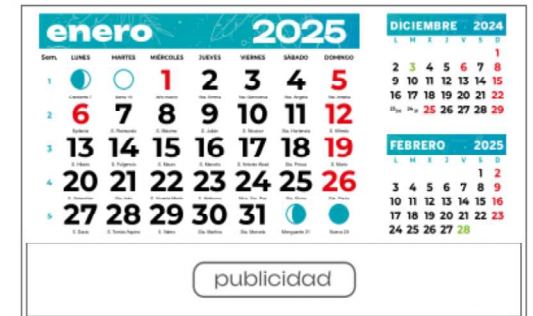 enero 2025
Sem. LUNES MARTES MIÉRCOLES JUEVES VIERNES SÁBADO DOMINGO
1 1 2 3 4 5
2 6 7 8 9 10 11 12
3 13 14 15 16 17 18 19
4 20 21 22 23 24 25 26
5 27 28 29 30 31
DICIEMBRE 2024
L M X J V S D
1
2 3 4 5 6 7 8
9 10 11 12 13 14 15
16 17 18 19 20 21 22
25 26 27 28 29
FEBRERO 2025
L M X J V S D
1 2
3 4 5 6 7 8 9
10 11 12 13 14 15 16
17 18 19 20 21 22 23
24 25 26 27 28
publicidad